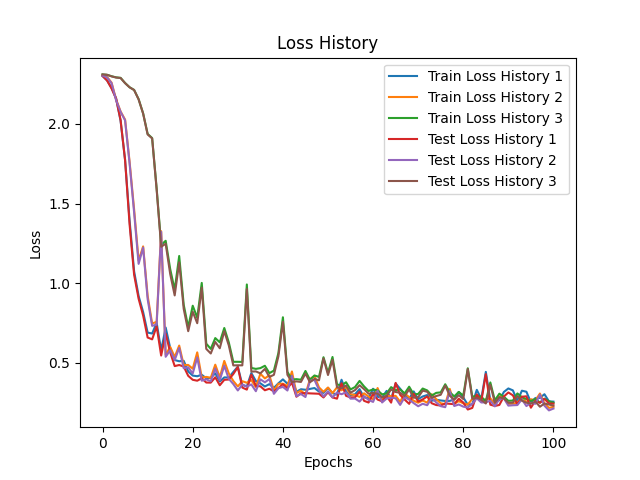 Loss History
Train Loss History 1
Train Loss History 2
Train Loss History 3
Test Loss History 1
Test Loss History 2
Test Loss History 3
2.0
1.5
1.0
0.5
Loss
0 20 40 60 80 100
Epochs